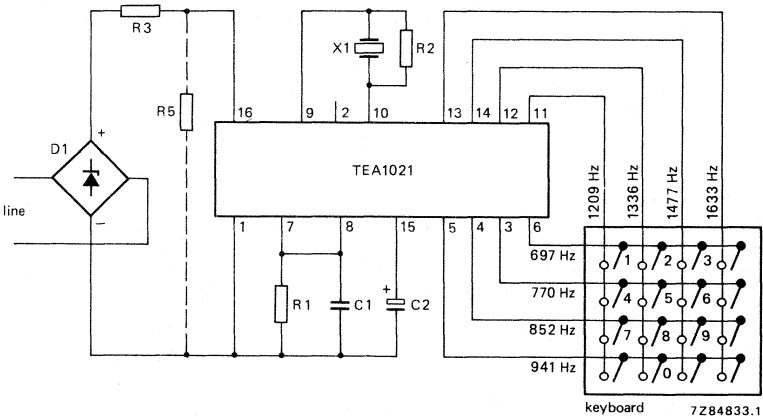 R3
X1
R2
R5
16
9
2
10
13
14
12
11
D1
+
TEA1021
1209 Hz
1336 Hz
1477 Hz
1633 Hz
line
−
1
7
8
15
5
4
3
6
697 Hz
1
2
3
+
R1
C1
C2
770 Hz
4
5
6
852 Hz
7
8
9
941 Hz
0
keyboard
7Z84833.1